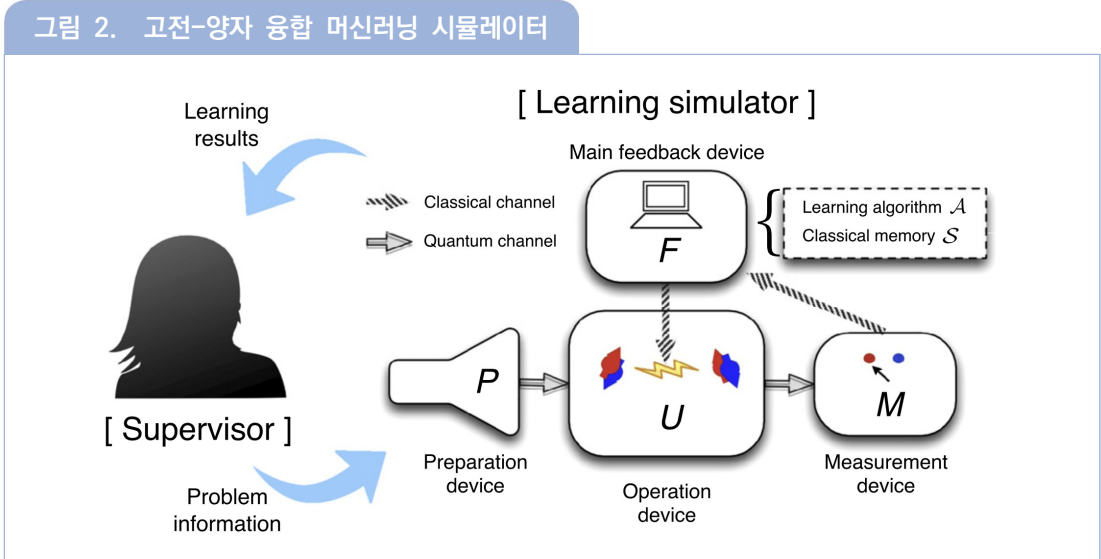 그림 2. 고전-양자 융합 머신러닝 시뮬레이터
Learning
results
[ Learning simulator ]
Main feedback device
Classical channel
Quantum channel
F
Learning algorithm 𝒜
Classical memory 𝒮
P
U
M
[ Supervisor ]
Preparation
device
Operation
device
Measurement
device
Problem
information